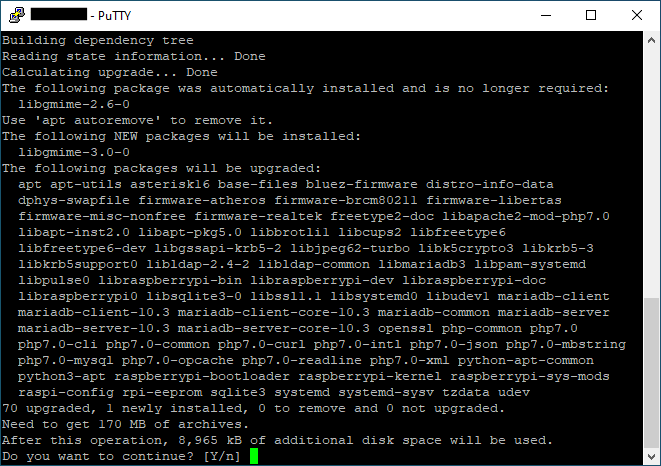 - PuTTY
Building dependency tree
Reading state information... Done
Calculating upgrade... Done
The following package was automatically installed and is no longer required:
libgmime-2.6-0
Use 'apt autoremove' to remove it.
The following NEW packages will be installed:
libgmime-3.0-0
The following packages will be upgraded:
apt apt-utils asterisk16 base-files bluez-firmware distro-info-data
dphys-swapfile firmware-atheros firmware-brcm80211 firmware-libertas
firmware-misc-nonfree firmware-realtek freetype2-doc libapache2-mod-php7.0
libapt-inst2.0 libapt-pkg5.0 libbrotli1 libcups2 libfreetype6
libfreetype6-dev libgssapi-krb5-2 libjpeg62-turbo libk5crypto3 libkrb5-3
libkrb5support0 libldap-2.4-2 libldap-common libmariadb3 libpam-systemd
libpulse0 libraspberrypi-bin libraspberrypi-dev libraspberrypi-doc
libraspberrypi0 libsqlite3-0 libssl1.1 libsystemd0 libudev1 mariadb-client
mariadb-client-10.3 mariadb-client-core-10.3 mariadb-common mariadb-server
mariadb-server-10.3 mariadb-server-core-10.3 openssl php-common php7.0
php7.0-cli php7.0-common php7.0-curl php7.0-intl php7.0-json php7.0-mbstring
php7.0-mysql php7.0-opcache php7.0-readline php7.0-xml python-apt-common
python3-apt raspberrypi-bootloader raspberrypi-kernel raspberrypi-sys-mods
raspi-config rpi-eeprom sqlite3 systemd systemd-sysv tzdata udev
70 upgraded, 1 newly installed, 0 to remove and 0 not upgraded.
Need to get 170 MB of archives.
After this operation, 8,965 kB of additional disk space will be used.
Do you want to continue? [Y/n]